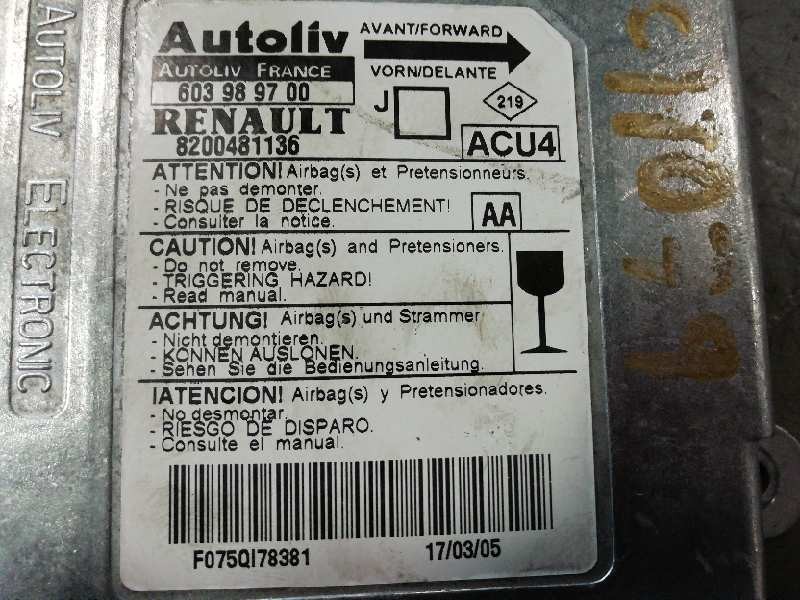 AUTOLIV ELECTRONIC
Autoliv
AUTOLIV FRANCE
603 98 97 00
RENAULT
8200481136
AVANT/FORWARD
VORN/DELANTE
J
219
ACU4
ATTENTION! Airbag(s) et Pretensionneurs.
- Ne pas demonter.
- RISQUE DE DECLENCHEMENT!
- Consulter la notice.
AA
CAUTION! Airbag(s) and Pretensioners.
- Do not remove.
- TRIGGERING HAZARD!
- Read manual.
ACHTUNG! Airbag(s) und Strammer
- Nicht demontieren.
- KONNEN AUSLONEN.
- Sehen Sie die Bedienungsanleitung.
¡ATENCION! Airbag(s) y Pretensionadores.
- No desmontar.
- RIESGO DE DISPARO.
- Consulte el manual.
F075QI78381
17/03/05